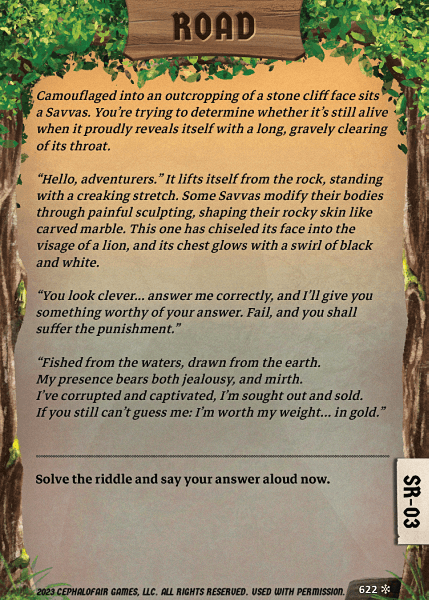 ROAD
Camouflaged into an outcropping of a stone cliff face sits
a Savvas. You’re trying to determine whether it’s still alive
when it proudly reveals itself with a long, gravely clearing
of its throat.
“Hello, adventurers.” It lifts itself from the rock, standing
with a creaking stretch. Some Savvas modify their bodies
through painful sculpting, shaping their rocky skin like
carved marble. This one has chiseled its face into the
visage of a lion, and its chest glows with a swirl of black
and white.
“You look clever... answer me correctly, and I’ll give you
something worthy of your answer. Fail, and you shall
suffer the punishment.”
“Fished from the waters, drawn from the earth.
My presence bears both jealousy, and mirth.
I’ve corrupted and captivated, I’m sought out and sold.
If you still can’t guess me: I’m worth my weight... in gold.”
Solve the riddle and say your answer aloud now.
SR-03
2023 CEPHALOFAIR GAMES, LLC. ALL RIGHTS RESERVED. USED WITH PERMISSION.
622